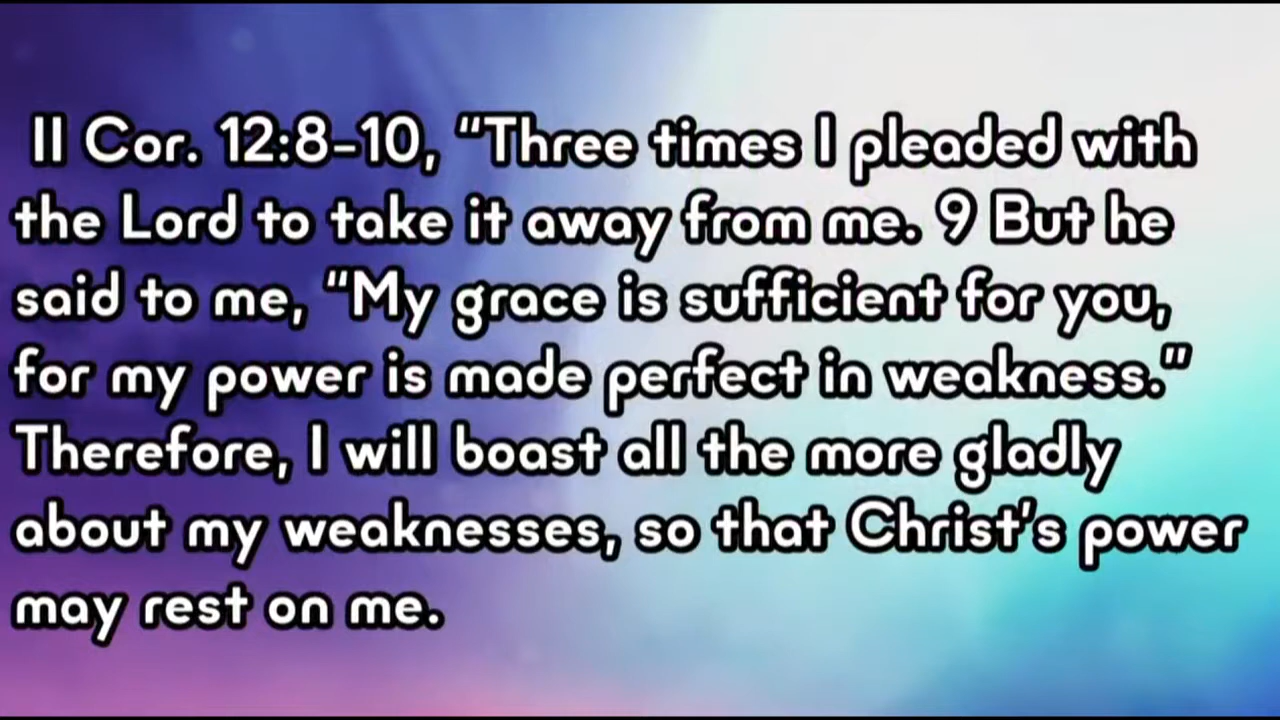 II Cor. 12:8-10, “Three times I pleaded with
the Lord to take it away from me. 9 But he
said to me, “My grace is sufficient for you,
for my power is made perfect in weakness.”
Therefore, I will boast all the more gladly
about my weaknesses, so that Christ’s power
may rest on me.